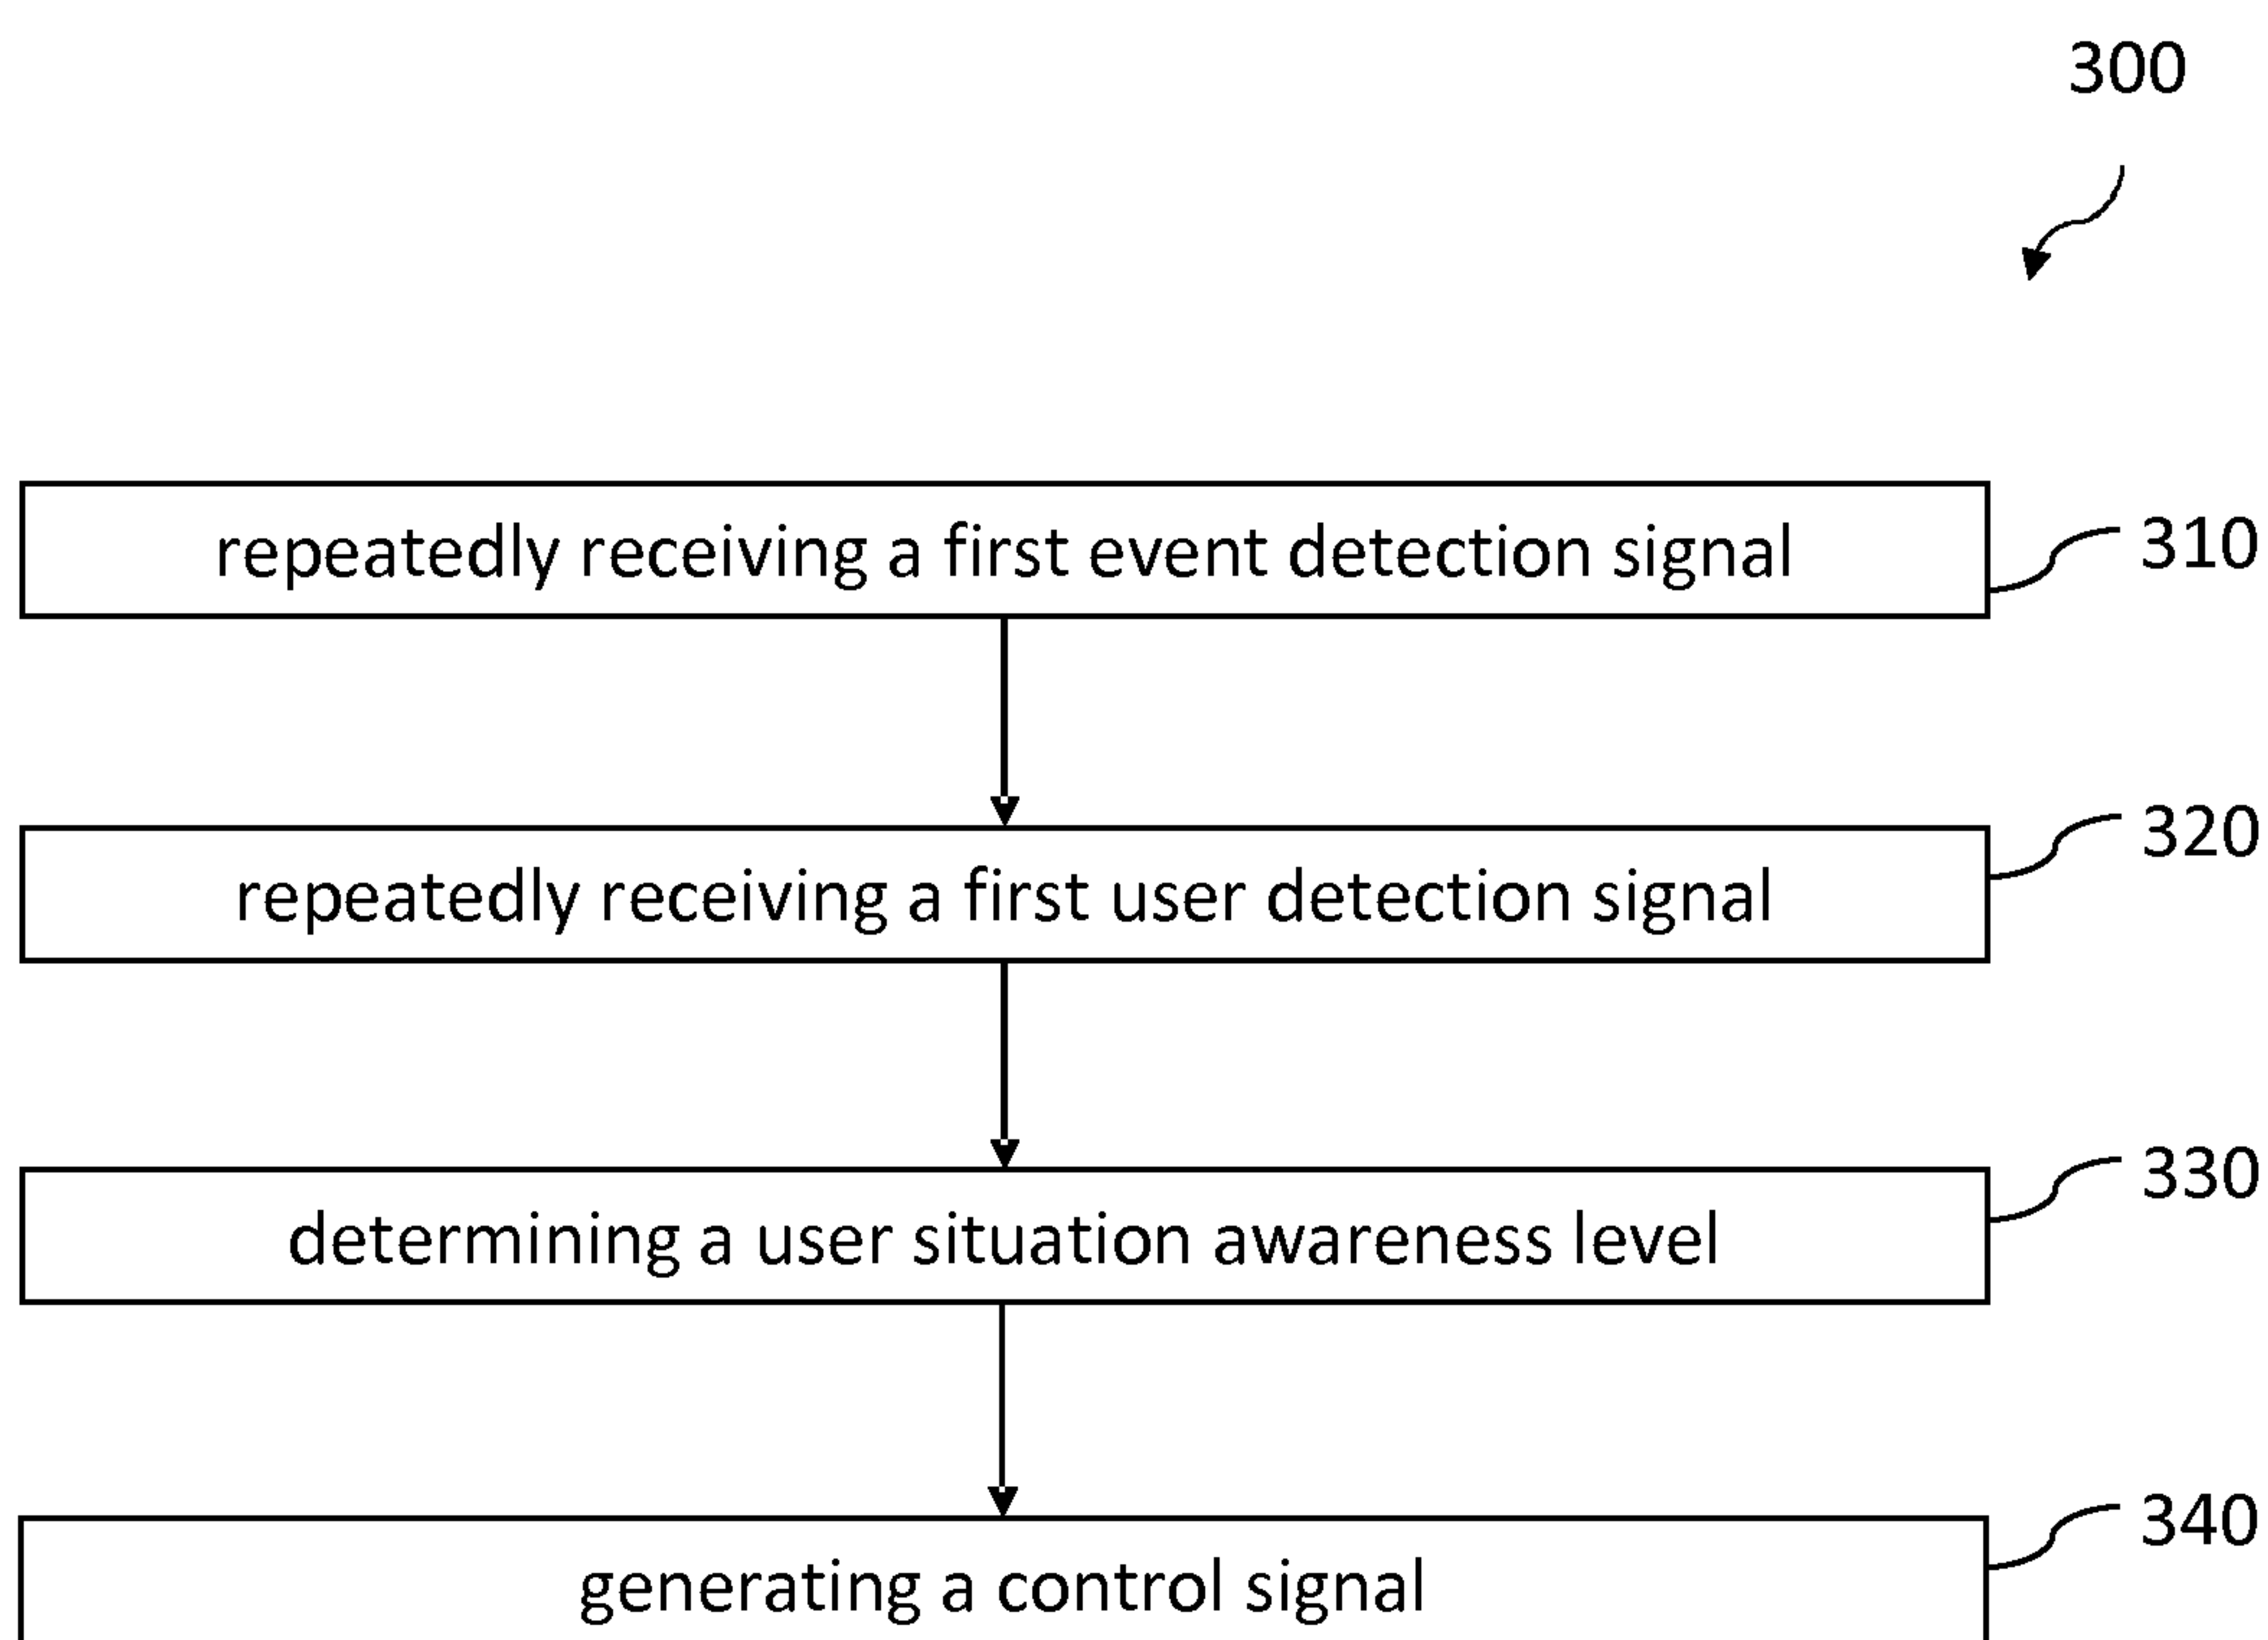 300
repeatedly receiving a first event detection signal
310
repeatedly receiving a first user detection signal
320
determining a user situation awareness level
330
generating a control signal
340